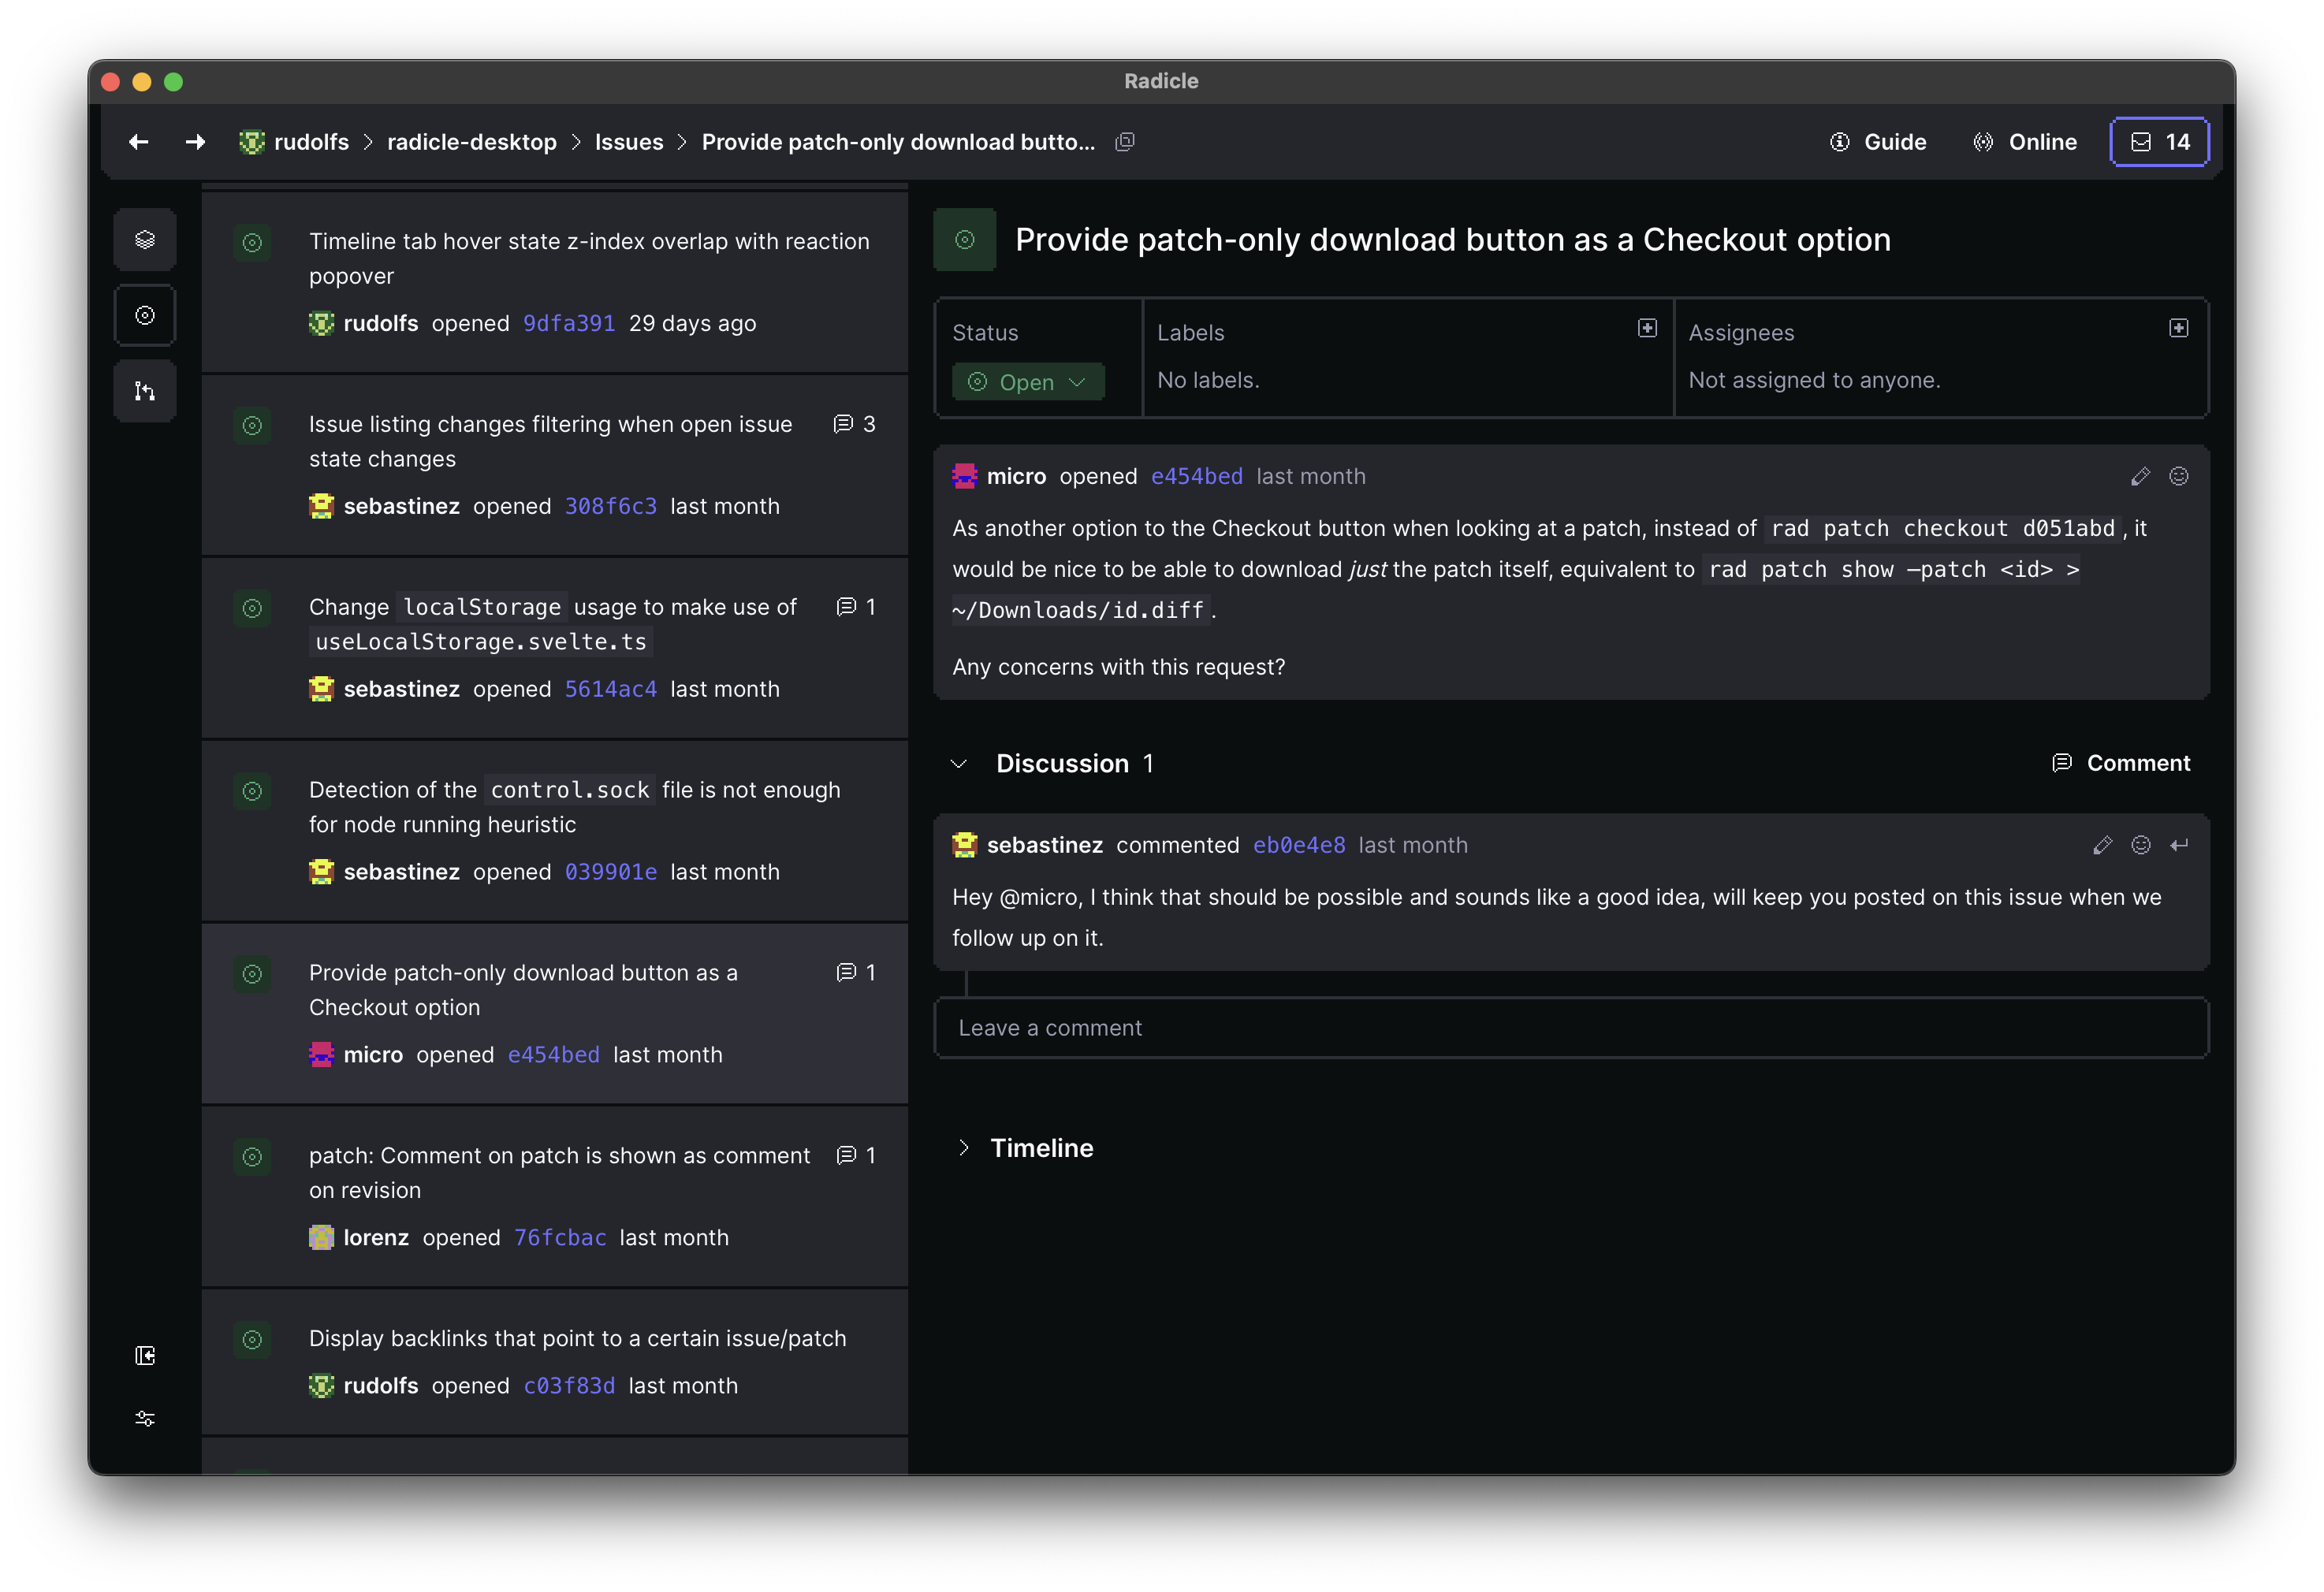 Radicle
rudolfs > radicle-desktop > Issues > Provide patch-only download butto...
Guide
Online
14
Timeline tab hover state z-index overlap with reaction
popover
rudolfs opened 9dfa391 29 days ago
Issue listing changes filtering when open issue
state changes
3
sebastinez opened 308f6c3 last month
Change localStorage usage to make use of
useLocalStorage.svelte.ts
1
sebastinez opened 5614ac4 last month
Detection of the control.sock file is not enough
for node running heuristic
sebastinez opened 039901e last month
Provide patch-only download button as a
Checkout option
1
micro opened e454bed last month
patch: Comment on patch is shown as comment
on revision
1
lorenz opened 76fcbac last month
Display backlinks that point to a certain issue/patch
rudolfs opened c03f83d last month
Provide patch-only download button as a Checkout option
Status
Open
Labels
No labels.
Assignees
Not assigned to anyone.
micro opened e454bed last month
As another option to the Checkout button when looking at a patch, instead of rad patch checkout d051abd, it
would be nice to be able to download just the patch itself, equivalent to rad patch show —patch <id> >
~/Downloads/id.diff.
Any concerns with this request?
Discussion 1
Comment
sebastinez commented eb0e4e8 last month
Hey @micro, I think that should be possible and sounds like a good idea, will keep you posted on this issue when we
follow up on it.
Leave a comment
Timeline